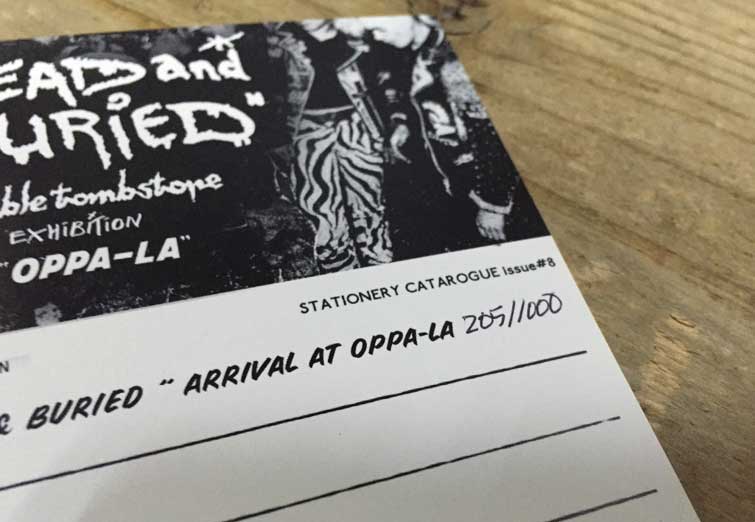 EAD and
URIED"
ble tombstone
EXHIBITION
"OPPA-LA"
STATIONERY CATAROGUE issue#8
N
& BURIED " ARRIVAL AT OPPA-LA 205/1000